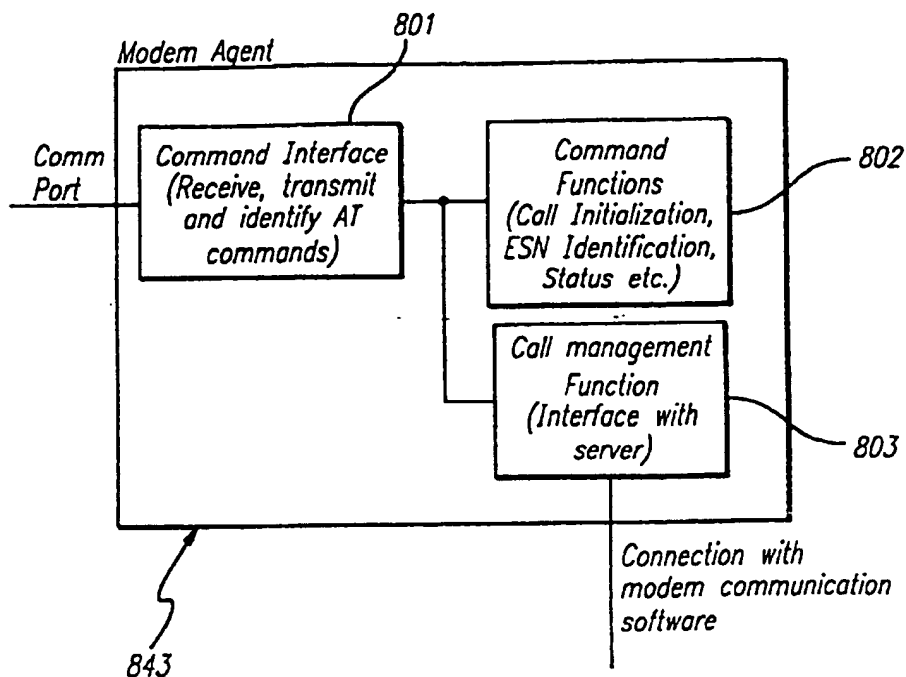 801
Modem Agent
Comm
Port
Command Interface
(Receive, transmit
and identify AT
commands)
Command
Functions
(Call Initialization,
ESN Identification,
Status etc.)
802
Call management
Function
(Interface with
server)
803
Connection with
modem communication
software
843